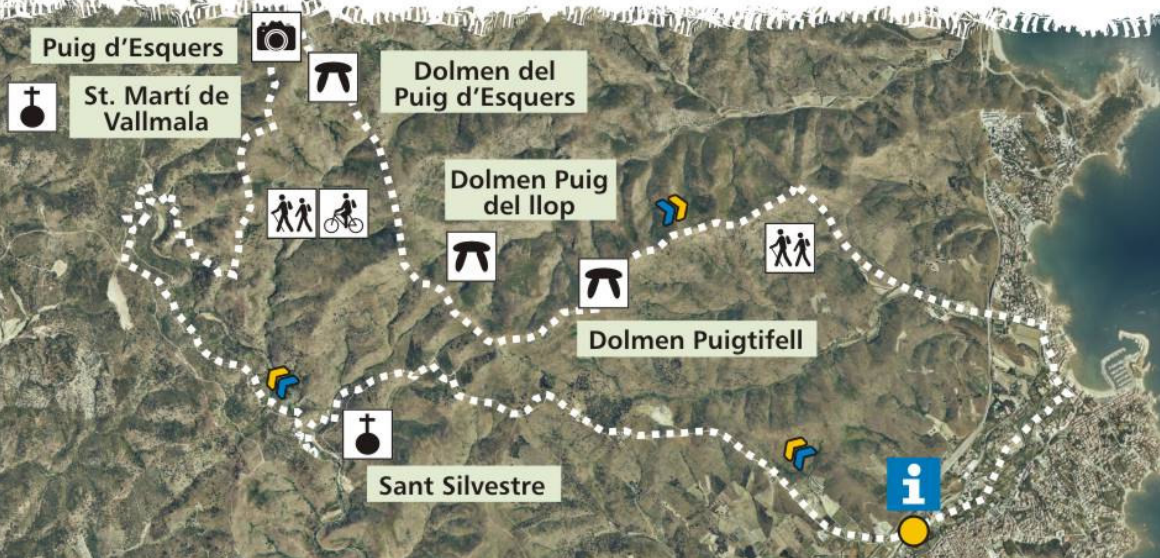 Puig d’Esquers
St. Martí de
Vallmala
Dolmen del
Puig d’Esquers
Dolmen Puig
del llop
Dolmen Puigtifell
Sant Silvestre
i